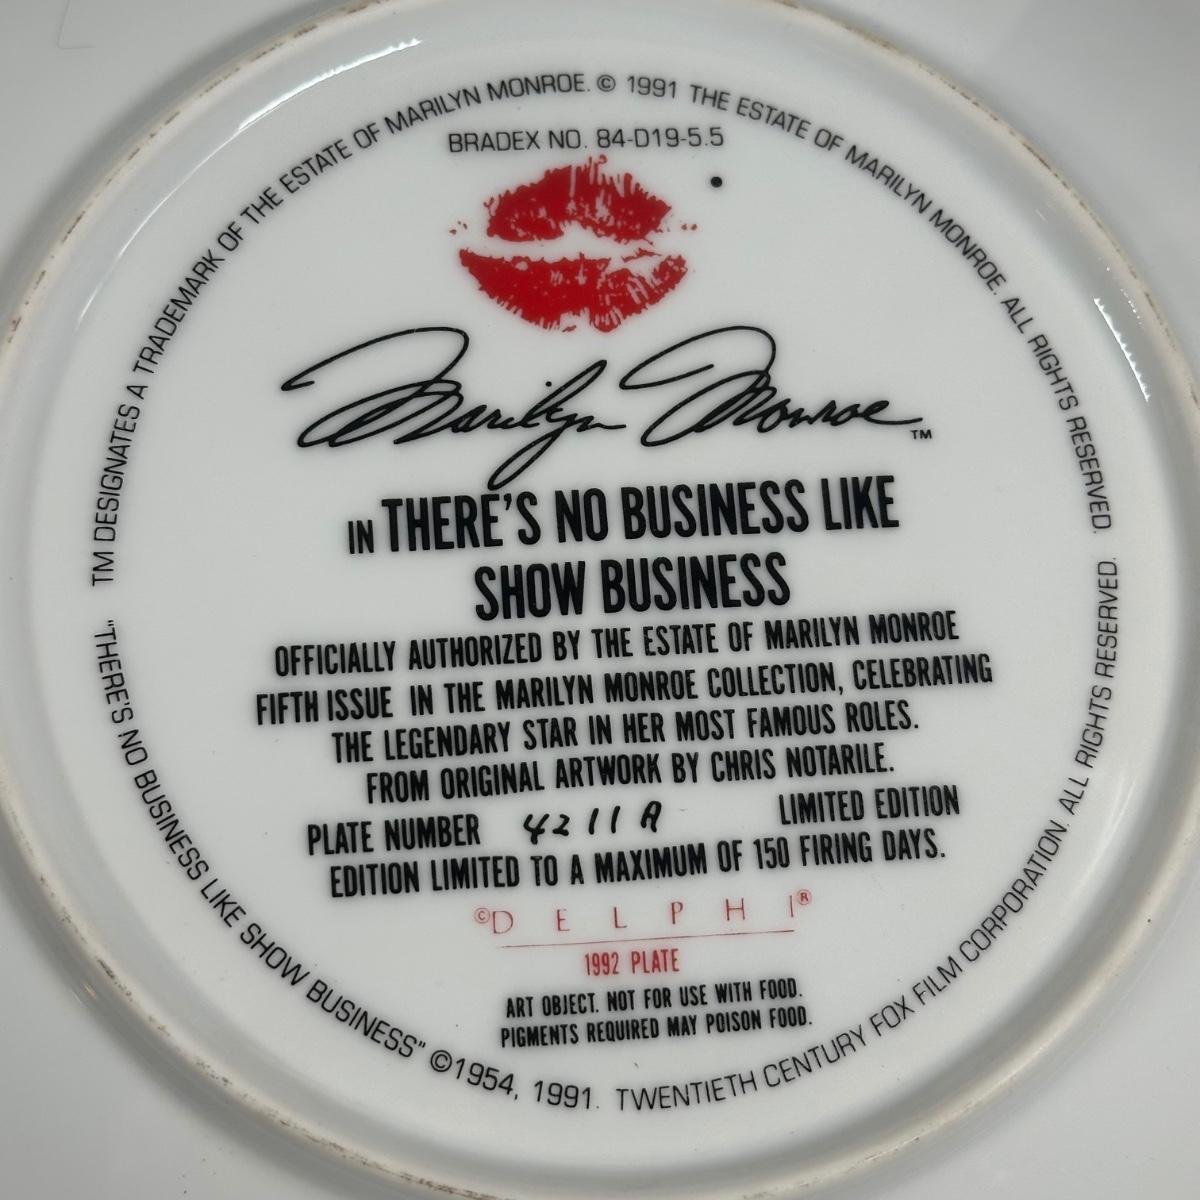 TM DESIGNATES A TRADEMARK OF THE ESTATE OF MARILYN MONROE. © 1991 THE ESTATE OF MARILYN MONROE. ALL RIGHTS RESERVED.
BRADEX NO. 84-D19-5.5
Marilyn Monroe™
IN THERE'S NO BUSINESS LIKE
SHOW BUSINESS
OFFICIALLY AUTHORIZED BY THE ESTATE OF MARILYN MONROE
FIFTH ISSUE IN THE MARILYN MONROE COLLECTION, CELEBRATING
THE LEGENDARY STAR IN HER MOST FAMOUS ROLES.
FROM ORIGINAL ARTWORK BY CHRIS NOTARILE.
PLATE NUMBER 4211A LIMITED EDITION
EDITION LIMITED TO A MAXIMUM OF 150 FIRING DAYS.
©DELPHI®
1992 PLATE
ART OBJECT. NOT FOR USE WITH FOOD.
PIGMENTS REQUIRED MAY POISON FOOD.
"THERE'S NO BUSINESS LIKE SHOW BUSINESS" ©1954, 1991. TWENTIETH CENTURY FOX FILM CORPORATION. ALL RIGHTS RESERVED.